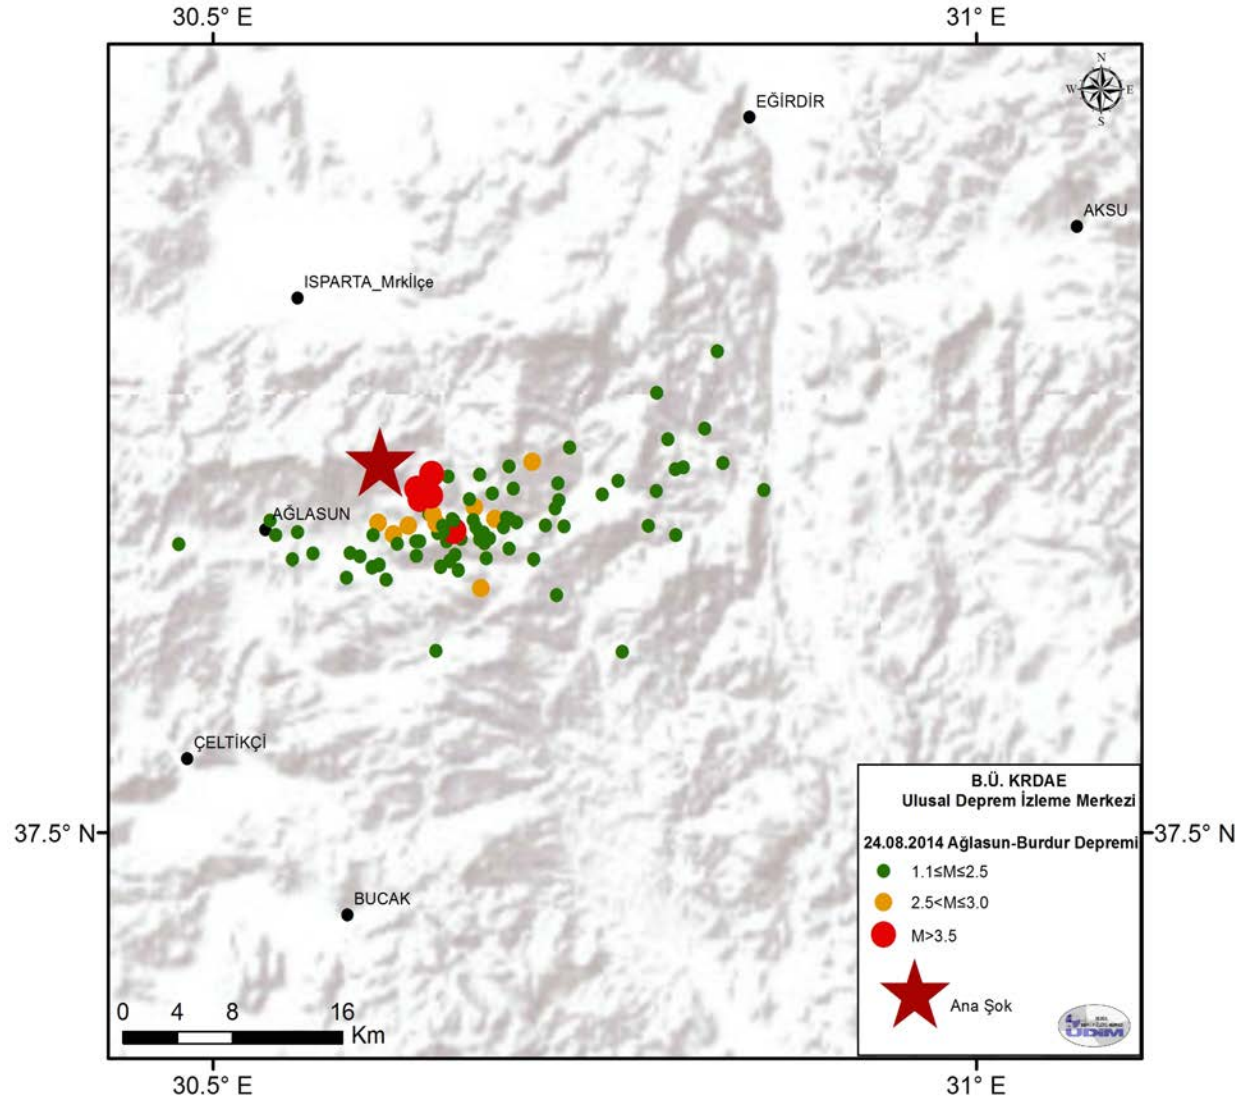 30.5° E
31° E
N
W
E
S
EĞİRDİR
AKSU
ISPARTA_Mrkİlçe
AĞLASUN
ÇELTİKÇİ
37.5° N
37.5° N
BUCAK
B.Ü. KRDAE
Ulusal Deprem İzleme Merkezi
24.08.2014 Ağlasun-Burdur Depremi
1.1≤M≤2.5
2.5<M≤3.0
M>3.5
Ana Şok
UDİM
0 4 8 16
Km
30.5° E
31° E